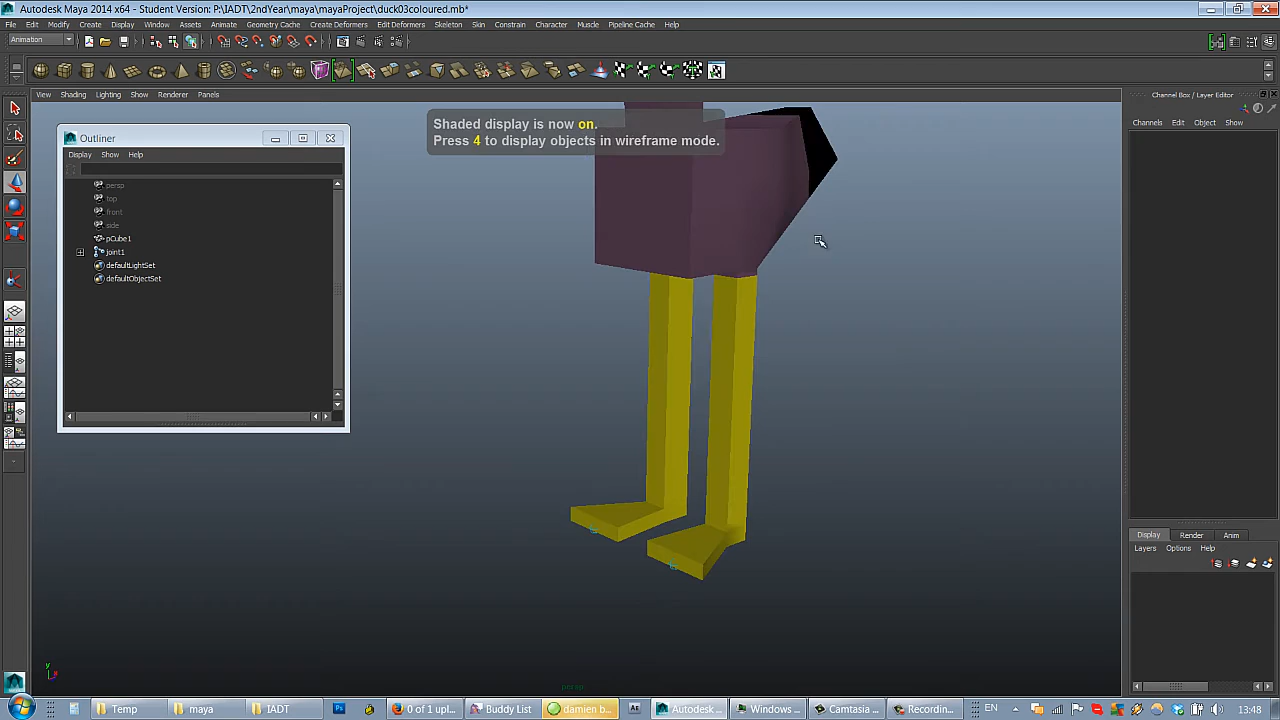 Autodesk Maya 2014 x64 - Student Version: P:\IADT\2ndYear\maya\mayaProject\duck03coloured.mb*
File Edit Modify Create Display Window Assets Animate Geometry Cache Create Deformers Edit Deformers Skeleton Skin Constrain Character Muscle Pipeline Cache Help
Animation
View Shading Lighting Show Renderer Panels
Channel Box / Layer Editor
Channels Edit Object Show
Shaded display is now on.
Press 4 to display objects in wireframe mode.
Outliner
Display Show Help
persp
top
front
side
pCube1
joint1
defaultLightSet
defaultObjectSet
Display Render Anim
Layers Options Help
y
persp
Temp maya IADT Ps 0 of 1 upl... Buddy List damien b... AE Autodesk ... Windows ... Camtasia ... Recordin... EN 13:48